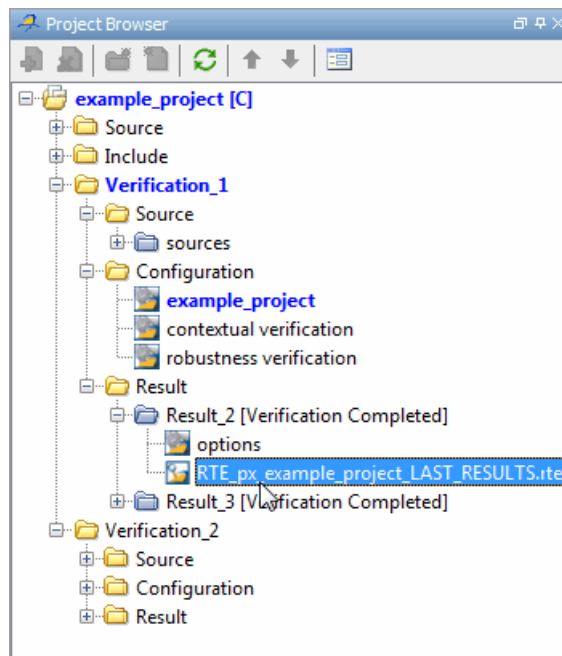 Project Browser
example_project [C]
Source
Include
Verification_1
Source
sources
Configuration
example_project
contextual verification
robustness verification
Result
Result_2 [Verification Completed]
options
RTE_px_example_project_LAST_RESULTS.rte
Result_3 [Verification Completed]
Verification_2
Source
Configuration
Result